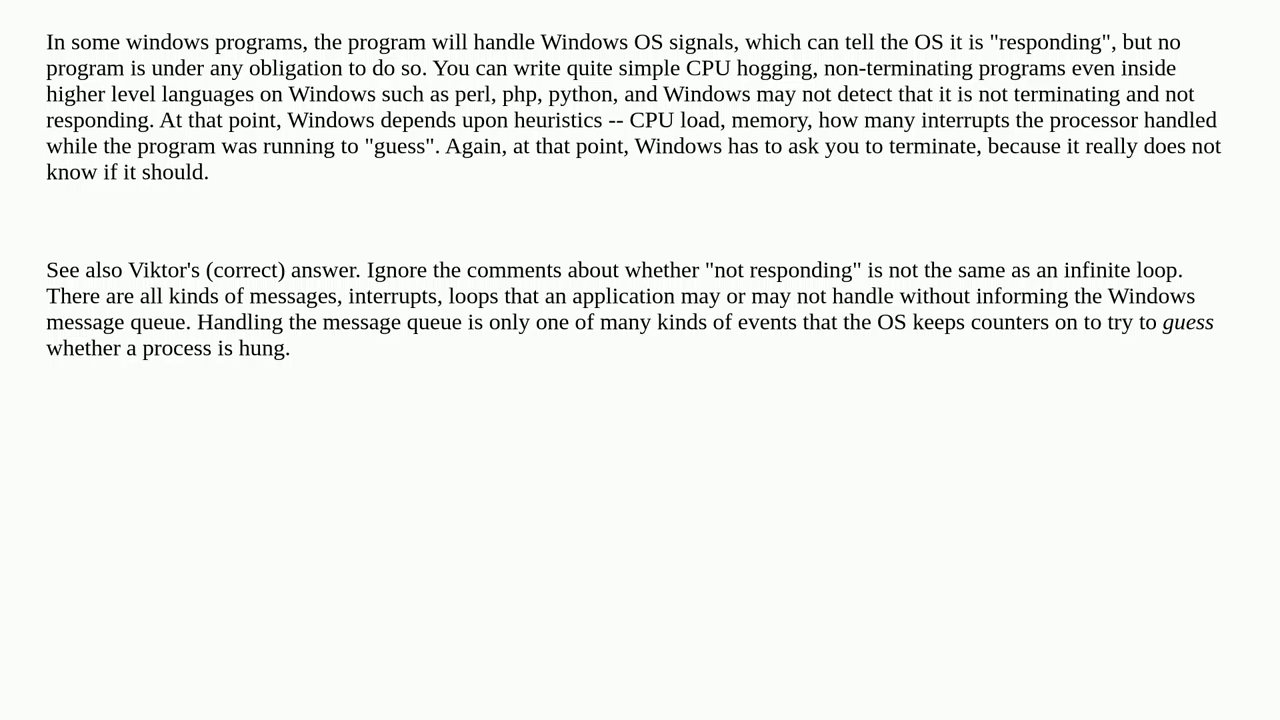 In some windows programs, the program will handle Windows OS signals, which can tell the OS it is "responding", but no
program is under any obligation to do so. You can write quite simple CPU hogging, non-terminating programs even inside
higher level languages on Windows such as perl, php, python, and Windows may not detect that it is not terminating and not
responding. At that point, Windows depends upon heuristics -- CPU load, memory, how many interrupts the processor handled
while the program was running to "guess". Again, at that point, Windows has to ask you to terminate, because it really does not
know if it should.
See also Viktor's (correct) answer. Ignore the comments about whether "not responding" is not the same as an infinite loop.
There are all kinds of messages, interrupts, loops that an application may or may not handle without informing the Windows
message queue. Handling the message queue is only one of many kinds of events that the OS keeps counters on to try to guess
whether a process is hung.